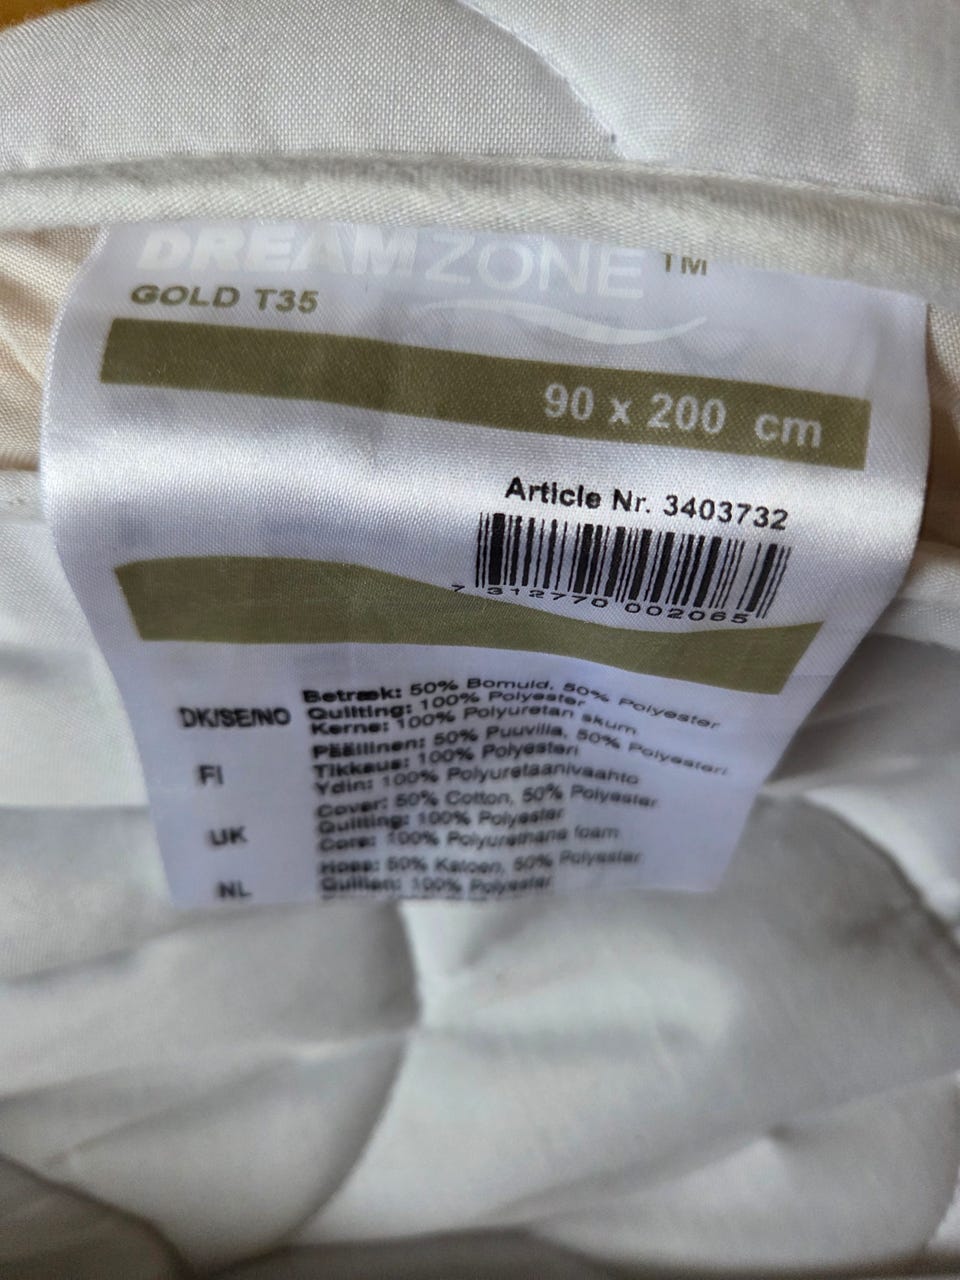 DREAMZONE ™
GOLD T35
90 x 200 cm
Article Nr. 3403732
7 312770 002065
DK/SE/NO
Betræk: 50% Bomuld, 50% Polyester
Quilting: 100% Polyester
Kerne: 100% Polyuretan skum
FI
Päällinen: 50% Puuvilla, 50% Polyesteri
Tikkaus: 100% Polyesteri
Ydin: 100% Polyuretaanivaahto
UK
Cover: 50% Cotton, 50% Polyester
Quilting: 100% Polyester
Core: 100% Polyurethane foam
NL
Hoes: 50% Katoen, 50% Polyester
100% Polyester